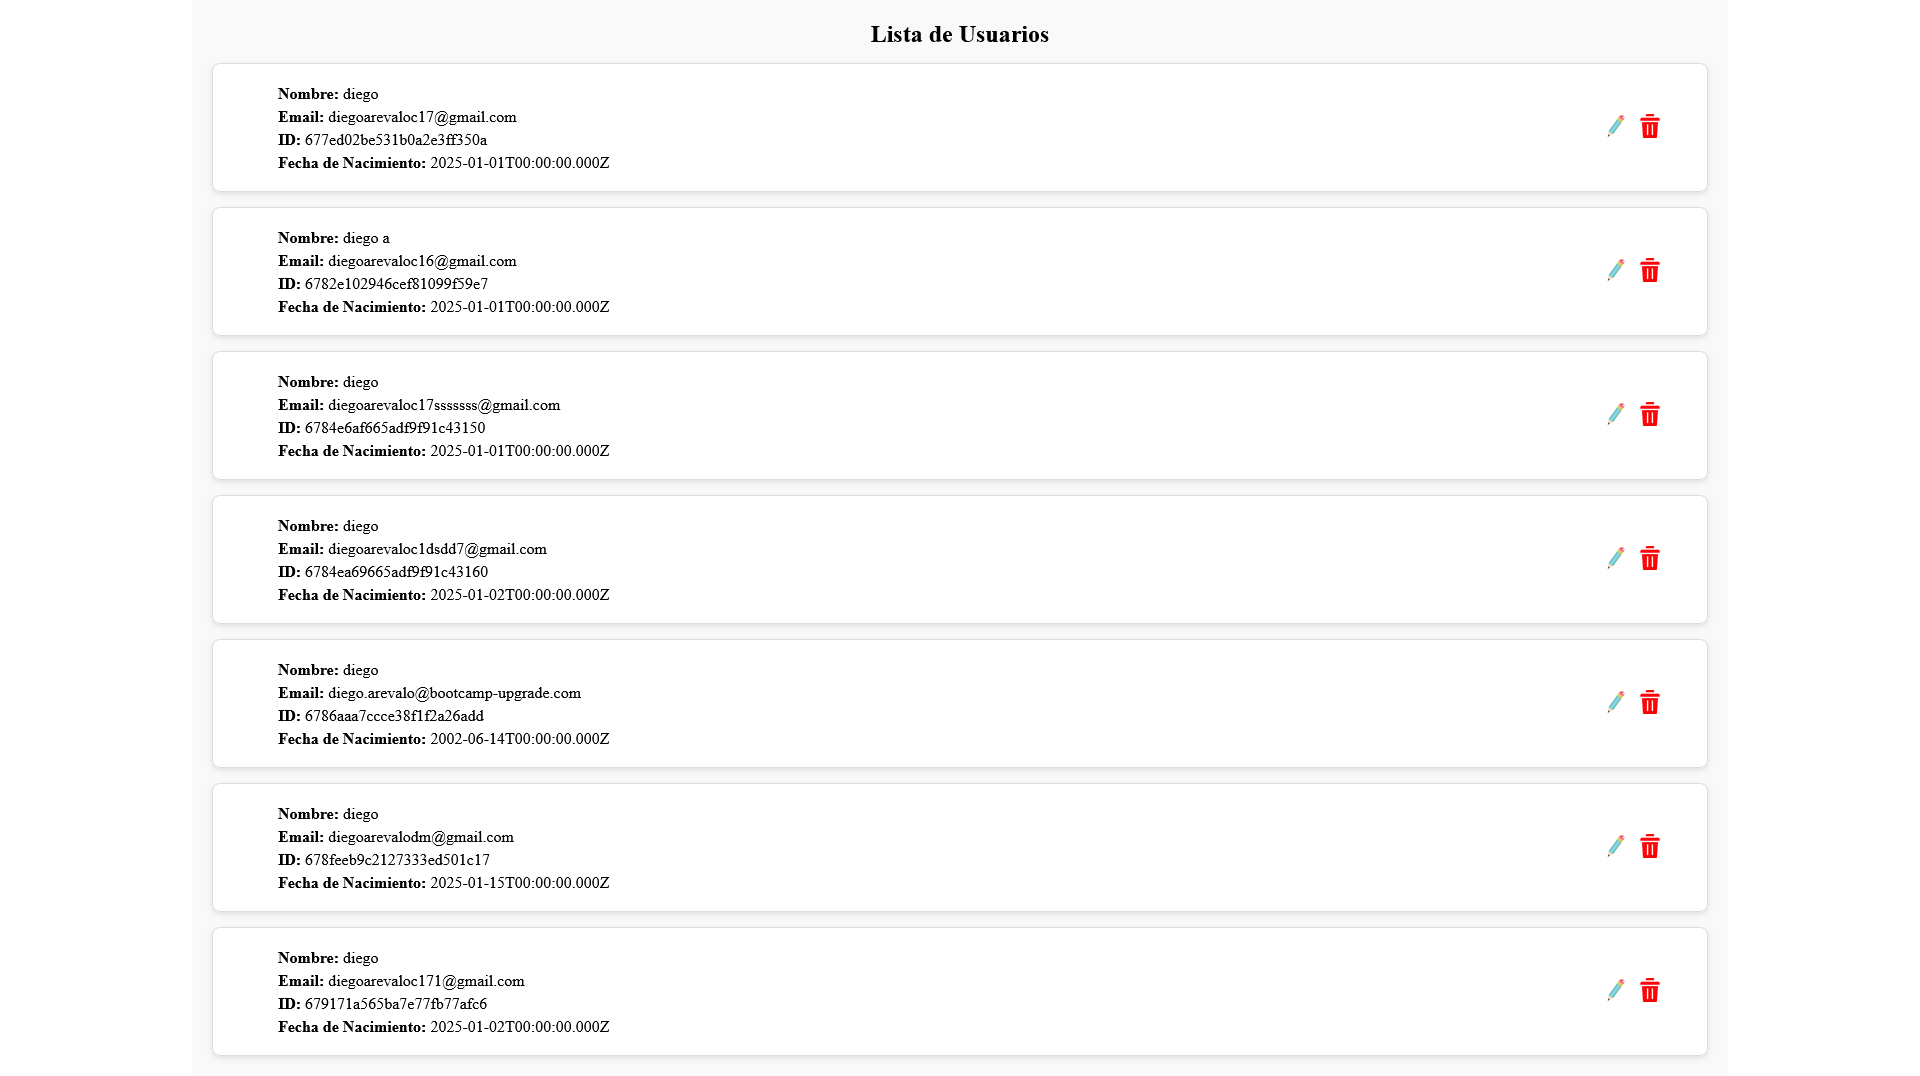 Lista de Usuarios
Nombre: diego
Email: diegoarevaloc17@gmail.com
ID: 677ed02be531b0a2e3ff350a
Fecha de Nacimiento: 2025-01-01T00:00:00.000Z
Nombre: diego a
Email: diegoarevaloc16@gmail.com
ID: 6782e102946cef81099f59e7
Fecha de Nacimiento: 2025-01-01T00:00:00.000Z
Nombre: diego
Email: diegoarevaloc17sssssss@gmail.com
ID: 6784e6af665adf9f91c43150
Fecha de Nacimiento: 2025-01-01T00:00:00.000Z
Nombre: diego
Email: diegoarevaloc1dsdd7@gmail.com
ID: 6784ea69665adf9f91c43160
Fecha de Nacimiento: 2025-01-02T00:00:00.000Z
Nombre: diego
Email: diego.arevalo@bootcamp-upgrade.com
ID: 6786aaa7ccce38f1f2a26add
Fecha de Nacimiento: 2002-06-14T00:00:00.000Z
Nombre: diego
Email: diegoarevalodm@gmail.com
ID: 678feeb9c2127333ed501c17
Fecha de Nacimiento: 2025-01-15T00:00:00.000Z
Nombre: diego
Email: diegoarevaloc171@gmail.com
ID: 679171a565ba7e77fb77afc6
Fecha de Nacimiento: 2025-01-02T00:00:00.000Z